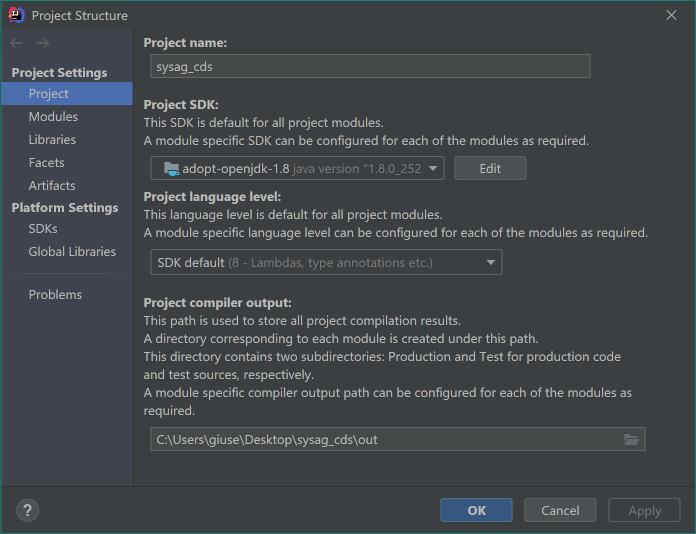 Project Structure
Project Settings
Project
Modules
Libraries
Facets
Artifacts
Platform Settings
SDKs
Global Libraries
Problems
Project name:
sysag_cds
Project SDK:
This SDK is default for all project modules.
A module specific SDK can be configured for each of the modules as required.
adopt-openjdk-1.8 java version "1.8.0_252
Edit
Project language level:
This language level is default for all project modules.
A module specific language level can be configured for each of the modules as required.
SDK default (8 - Lambdas, type annotations etc.)
Project compiler output:
This path is used to store all project compilation results.
A directory corresponding to each module is created under this path.
This directory contains two subdirectories: Production and Test for production code
and test sources, respectively.
A module specific compiler output path can be configured for each of the modules as
required.
C:\Users\giuse\Desktop\sysag_cds\out
?
OK
Cancel
Apply